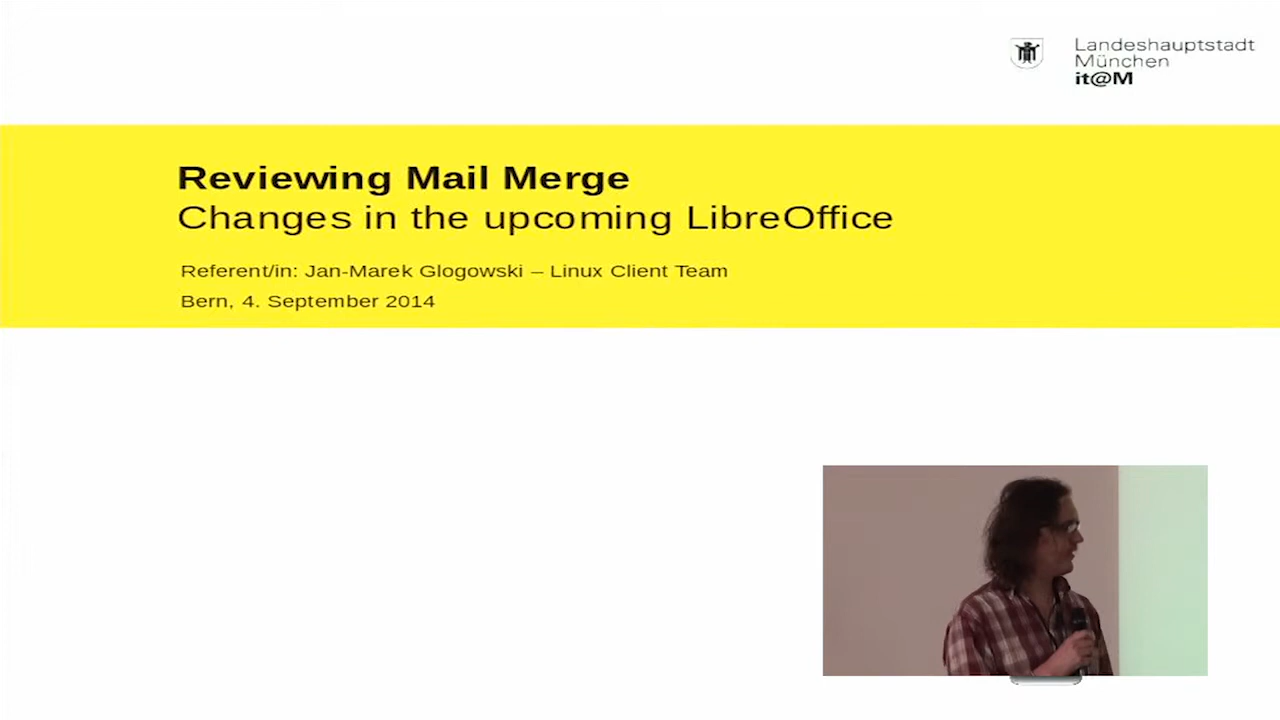 Landeshauptstadt
München
it@M
Reviewing Mail Merge
Changes in the upcoming LibreOffice
Referent/in: Jan-Marek Glogowski – Linux Client Team
Bern, 4. September 2014